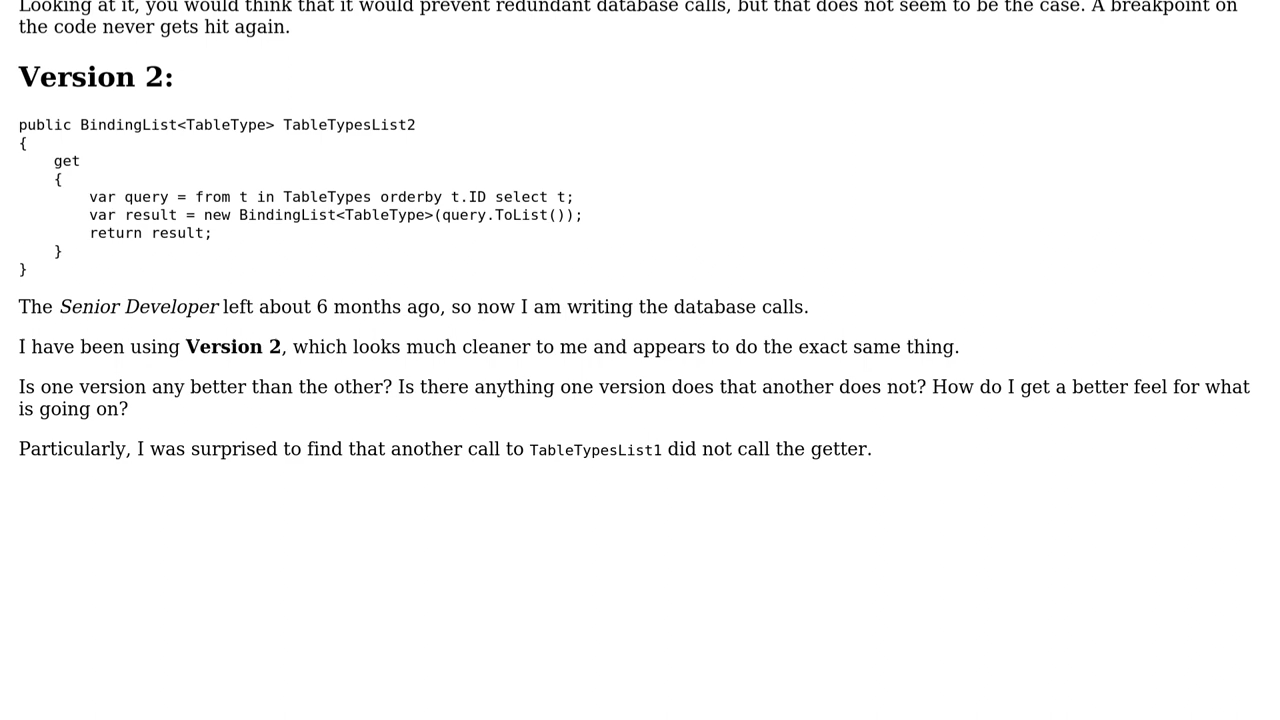 Looking at it, you would think that it would prevent redundant database calls, but that does not seem to be the case. A breakpoint on
the code never gets hit again.
Version 2:
public BindingList<TableType> TableTypesList2
{
    get
    {
        var query = from t in TableTypes orderby t.ID select t;
        var result = new BindingList<TableType>(query.ToList());
        return result;
    }
}
The Senior Developer left about 6 months ago, so now I am writing the database calls.
I have been using Version 2, which looks much cleaner to me and appears to do the exact same thing.
Is one version any better than the other? Is there anything one version does that another does not? How do I get a better feel for what
is going on?
Particularly, I was surprised to find that another call to TableTypesList1 did not call the getter.